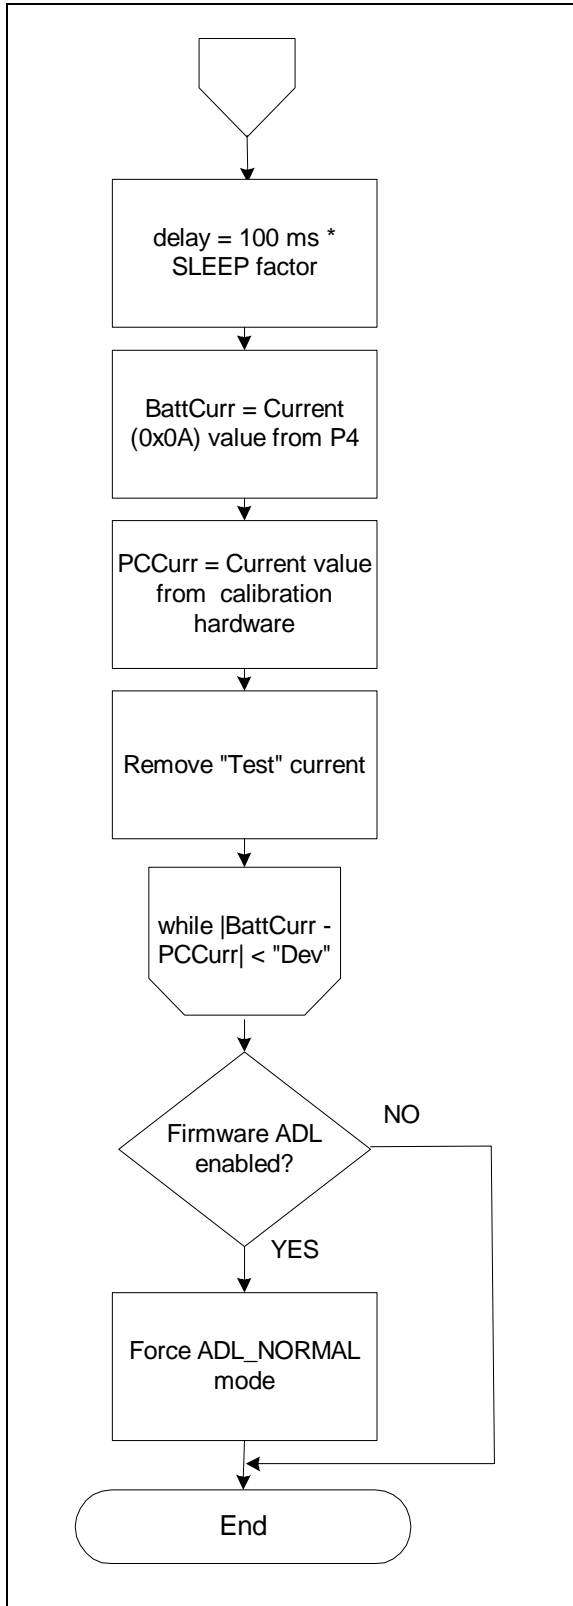 delay = 100 ms *
SLEEP factor
BattCurr = Current
(0x0A) value from P4
PCCurr = Current value
from calibration
hardware
Remove "Test" current
while |BattCurr -
PCCurr| < "Dev"
Firmware ADL
enabled?
NO
YES
Force ADL_NORMAL
mode
End